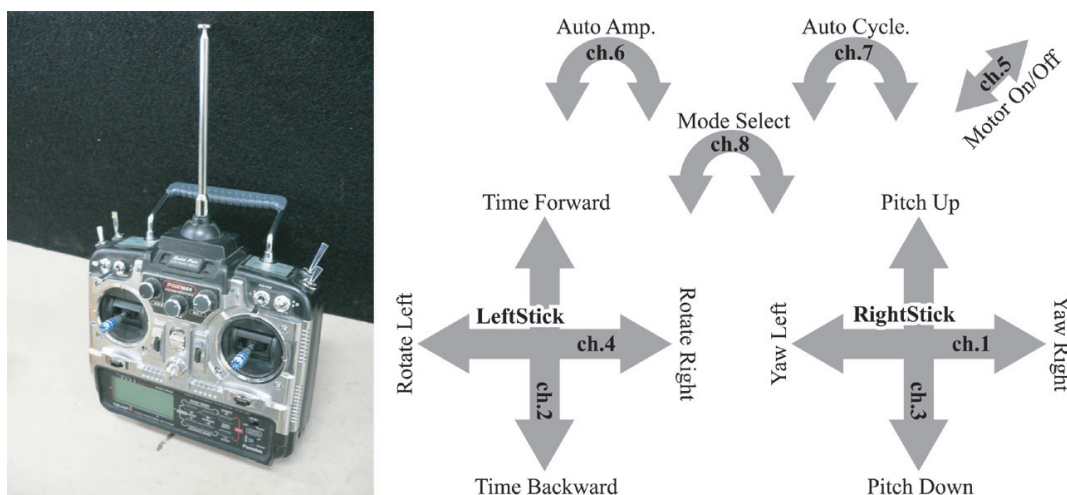 Auto Amp.
ch.6
Auto Cycle.
ch.7
ch.5
Motor On/Off
Mode Select
ch.8
Time Forward
Rotate Left
LeftStick
ch.4
ch.2
Rotate Right
Time Backward
Pitch Up
Yaw Left
RightStick
ch.1
ch.3
Yaw Right
Pitch Down
Futaba